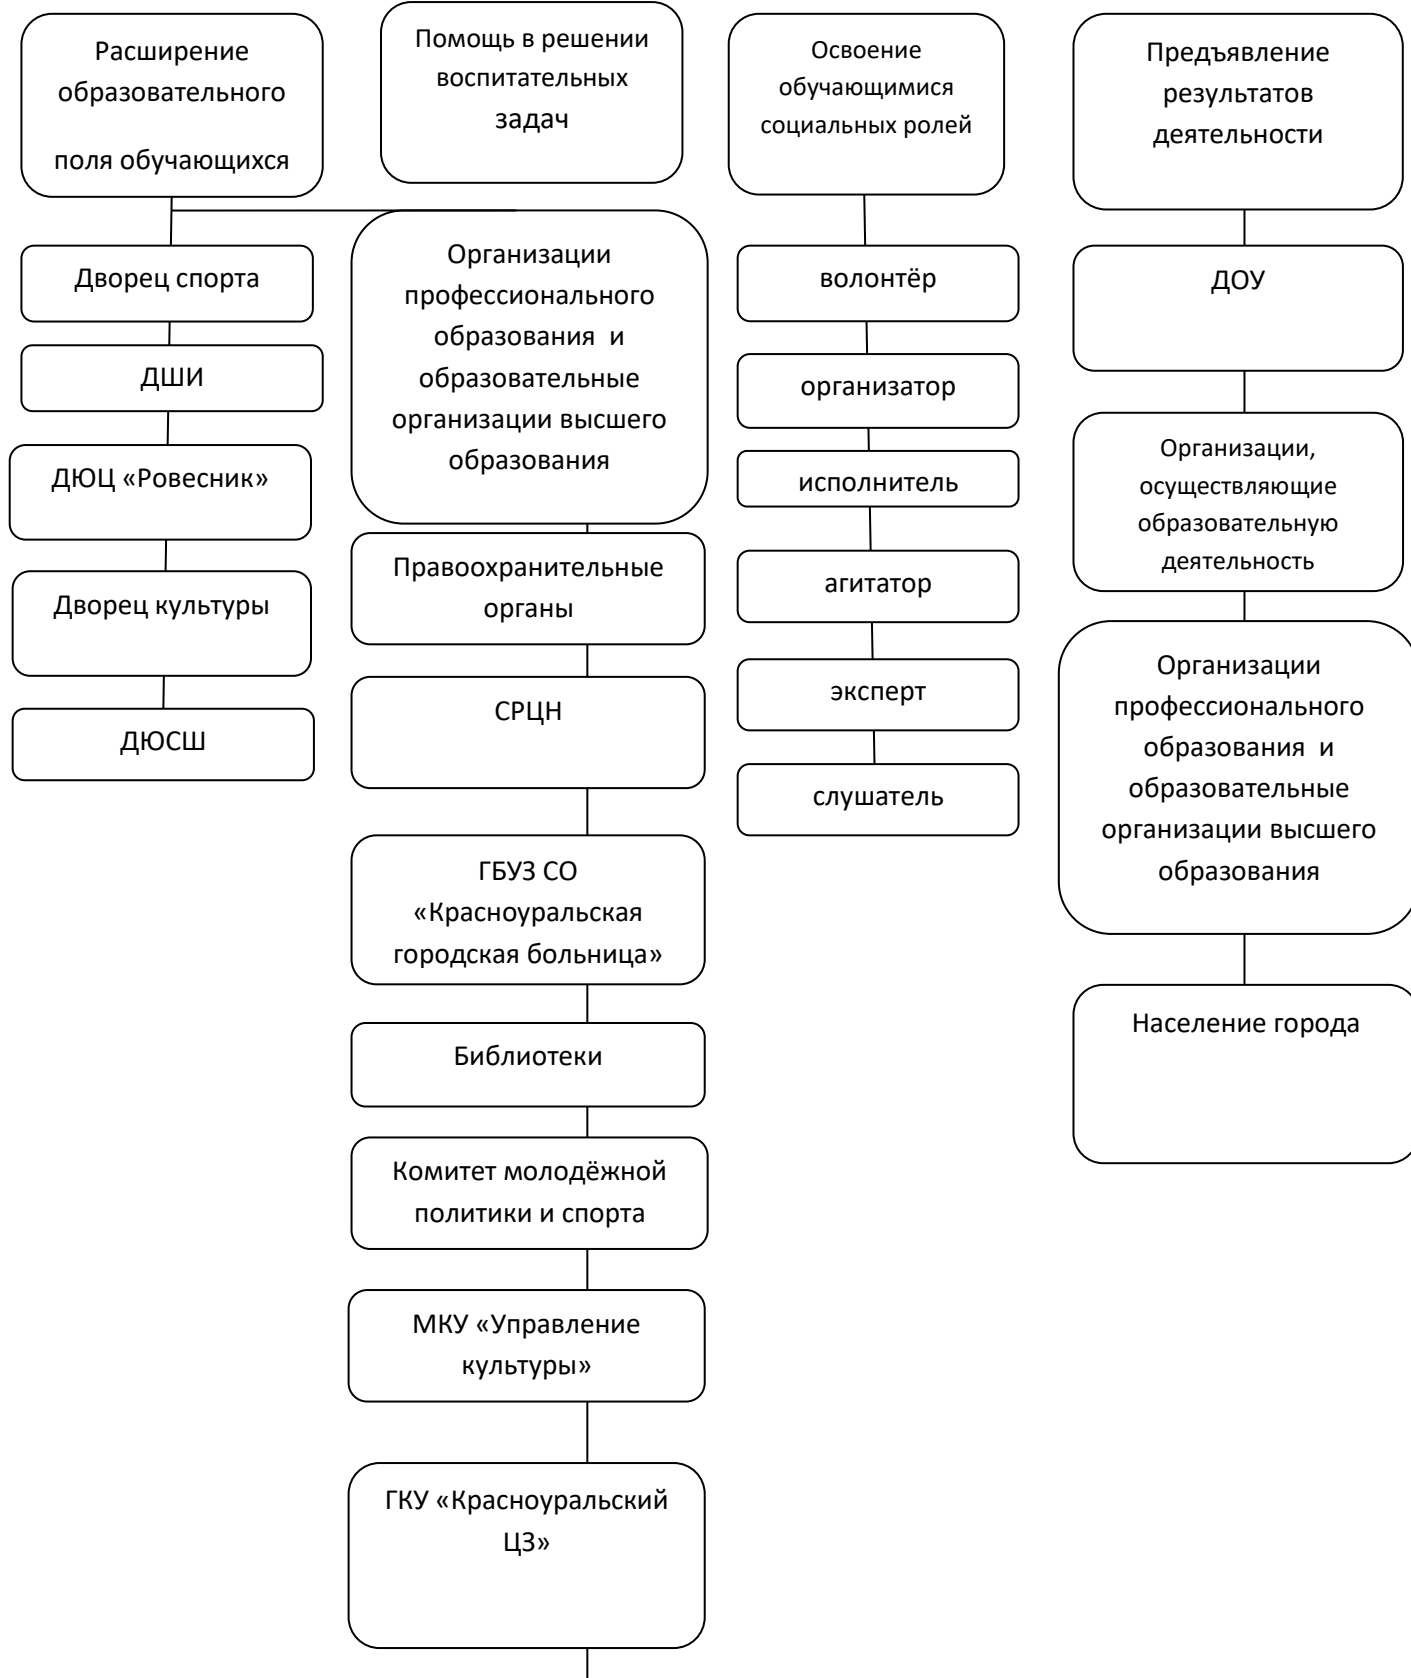 Расширение
образовательного
поля обучающихся
Дворец спорта
ДШИ
ДЮЦ «Ровесник»
Дворец культуры
ДЮСШ
Помощь в решении
воспитательных
задач
Организации
профессионального
образования и
образовательные
организации высшего
образования
Правоохранительные
органы
СРЦН
ГБУЗ СО
«Красноуральская
городская больница»
Библиотеки
Комитет молодёжной
политики и спорта
МКУ «Управление
культуры»
ГКУ «Красноуральский
ЦЗ»
Освоение
обучающимися
социальных ролей
волонтёр
организатор
исполнитель
агитатор
эксперт
слушатель
Предъявление
результатов
деятельности
ДОУ
Организации,
осуществляющие
образовательную
деятельность
Организации
профессионального
образования и
образовательные
организации высшего
образования
Население города